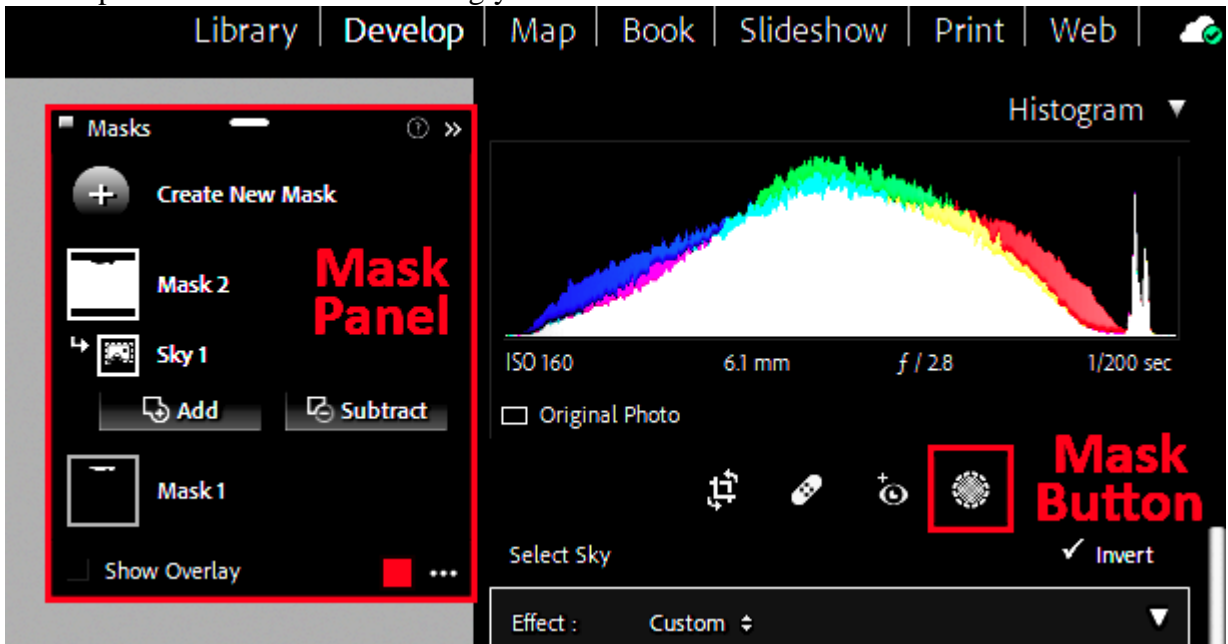 Library | Develop | Map | Book | Slideshow | Print | Web |
Masks
Create New Mask
Mask 2
Mask
Panel
Sky 1
Add Subtract
Mask 1
Show Overlay
Histogram
ISO 160 6.1 mm ƒ / 2.8 1/200 sec
Original Photo
Mask
Button
Select Sky Invert
Effect : Custom